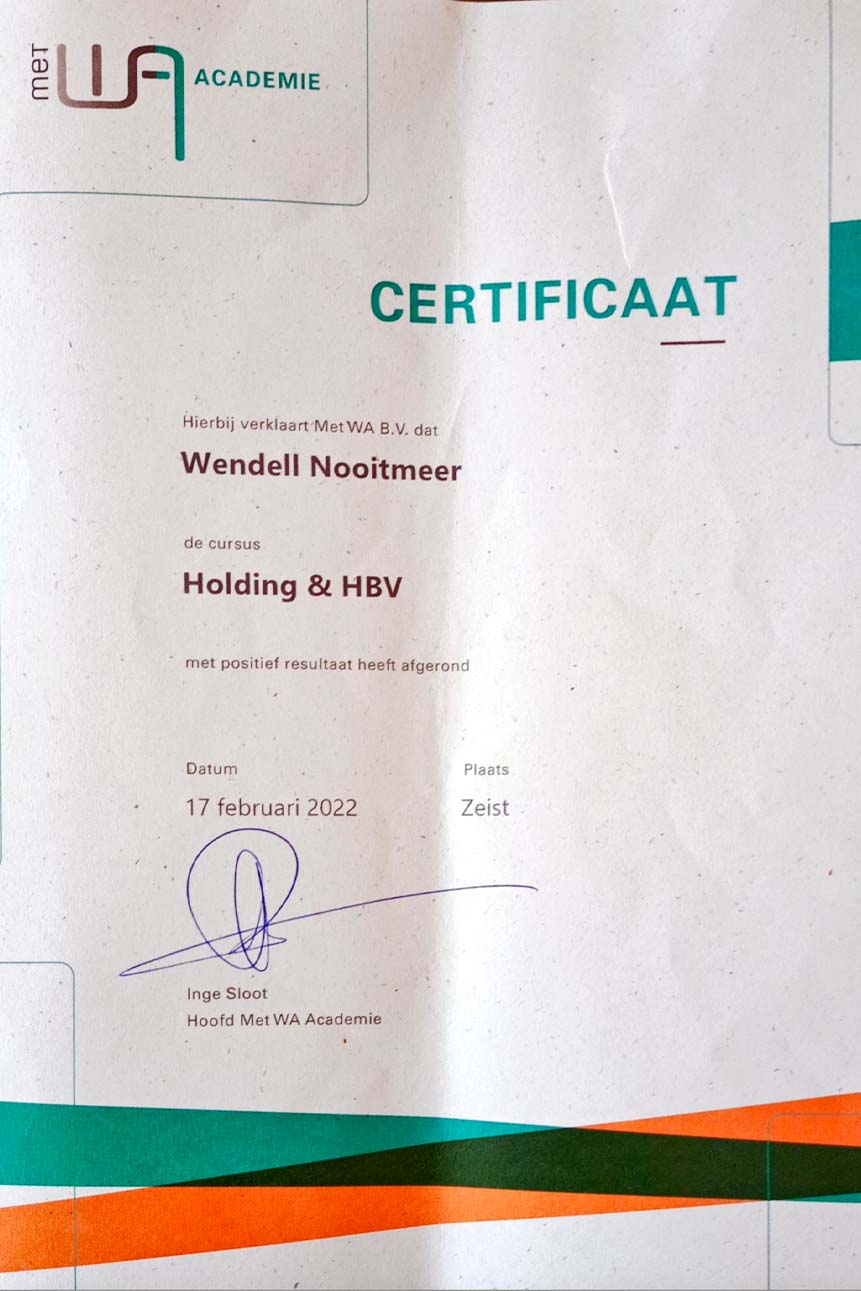 met WA ACADEMIE
CERTIFICAAT
Hierbij verklaart Met WA B.V. dat
Wendell Nooitmeer
de cursus
Holding & HBV
met positief resultaat heeft afgerond
Datum Plaats
17 februari 2022 Zeist
Inge Sloot
Hoofd Met WA Academie